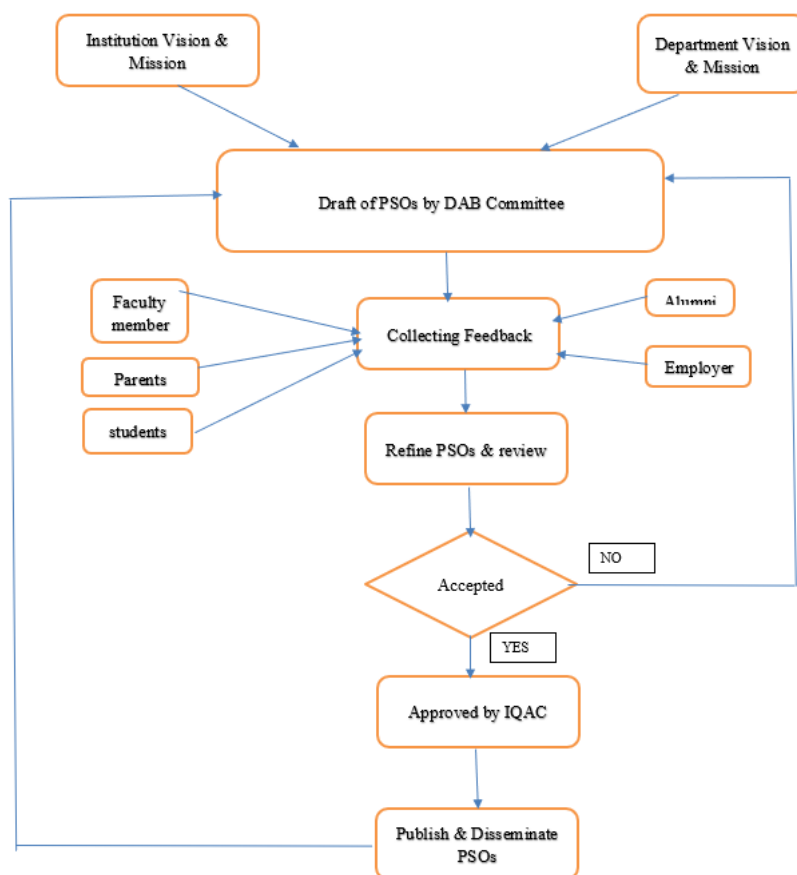 Institution Vision &
Mission
Department Vision
& Mission
Draft of PSOs by DAB Committee
Faculty
member
Alumni
Collecting Feedback
Parents
Employer
students
Refine PSOs & review
NO
Accepted
YES
Approved by IQAC
Publish & Disseminate
PSOs